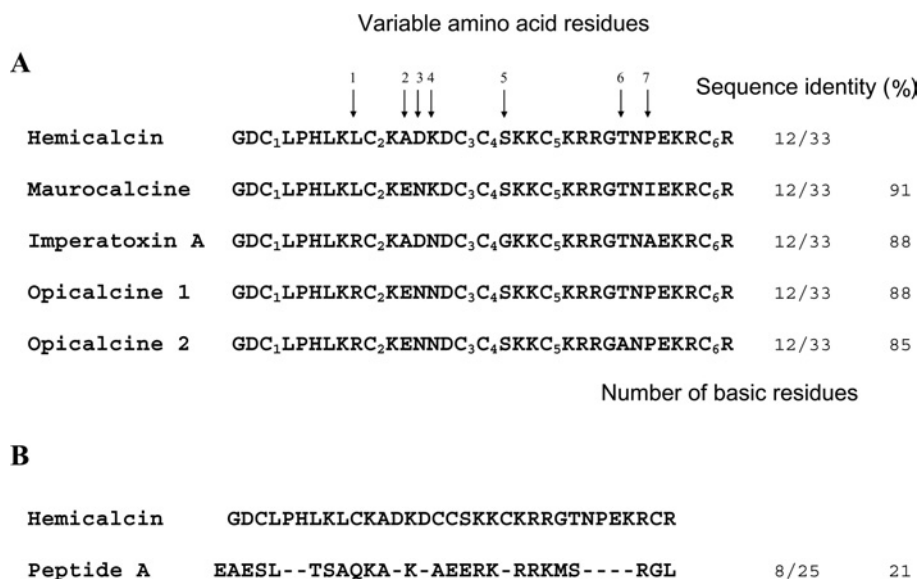 Variable amino acid residues
A
1 2 3 4 5 6 7 Sequence identity (%)
Hemicalcin GDC₁LPHLKLC₂KADKDC₃C₄SKKC₅KRRGTNPEKRC₆R 12/33
Maurocalcine GDC₁LPHLKLC₂KENKDC₃C₄SKKC₅KRRGTNIEKRC₆R 12/33 91
Imperatoxin A GDC₁LPHLKRC₂KADNDC₃C₄GKKC₅KRRGTNAEKRC₆R 12/33 88
Opicalcine 1 GDC₁LPHLKRC₂KENNDC₃C₄SKKC₅KRRGTNPEKRC₆R 12/33 88
Opicalcine 2 GDC₁LPHLKRC₂KENNDC₃C₄SKKC₅KRRGANPEKRC₆R 12/33 85
Number of basic residues
B
Hemicalcin GDCLPHLKLCKADKDCCSKKCKRRGTNPEKRCR
Peptide A EAESL--TSAQKA-K-AEERK-RRKMS----RGL 8/25 21